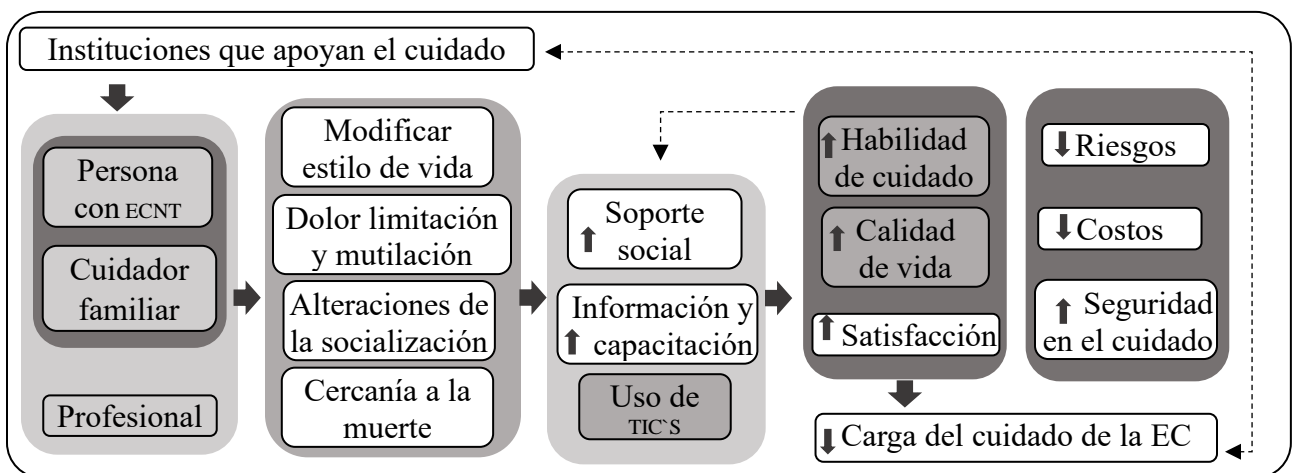 Instituciones que apoyan el cuidado
Persona
con ECNT
Cuidador
familiar
Profesional
Modificar
estilo de vida
Dolor limitación
y mutilación
Alteraciones de
la socialización
Cercanía a la
muerte
Soporte
social
Información y
capacitación
Uso de
TIC`S
Habilidad
de cuidado
Calidad
de vida
Satisfacción
Riesgos
Costos
Seguridad
en el cuidado
Carga del cuidado de la EC